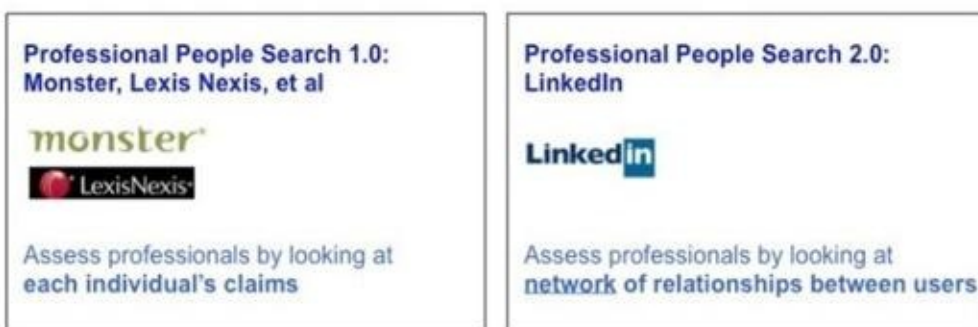 Professional People Search 1.0:
Monster, Lexis Nexis, et al
monster
LexisNexis
Assess professionals by looking at
each individual's claims
Professional People Search 2.0:
LinkedIn
Linkedin
Assess professionals by looking at
network of relationships between users